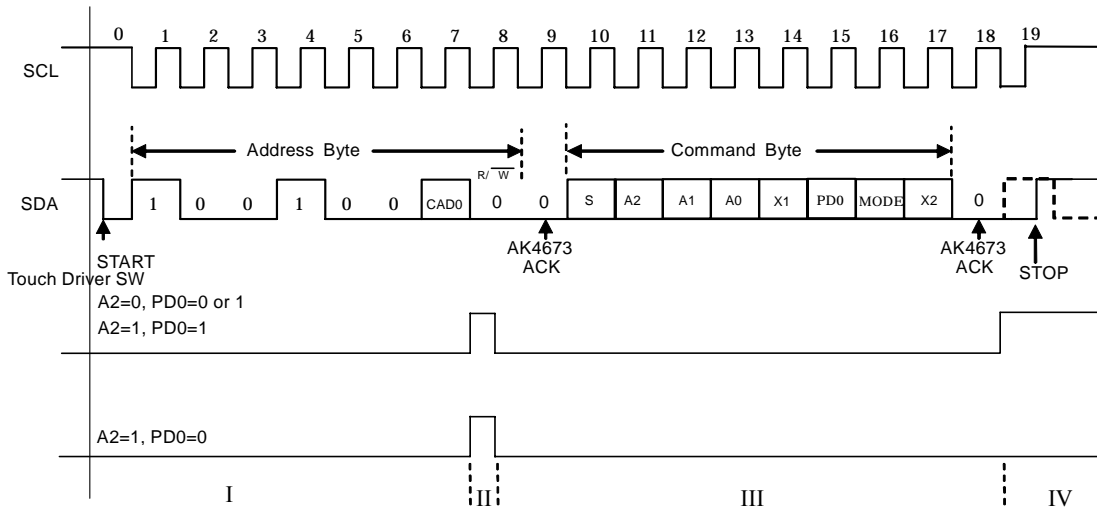 0 1 2 3 4 5 6 7 8 9 10 11 12 13 14 15 16 17 18 19
SCL
Address Byte
Command Byte
R/ W
SDA
1 0 0 1 0 0 CAD0 0 0 S A2 A1 A0 X1 PD0 MODE X2 0
START
AK4673
ACK
AK4673
ACK
STOP
Touch Driver SW
A2=0, PD0=0 or 1
A2=1, PD0=1
A2=1, PD0=0
I II III IV